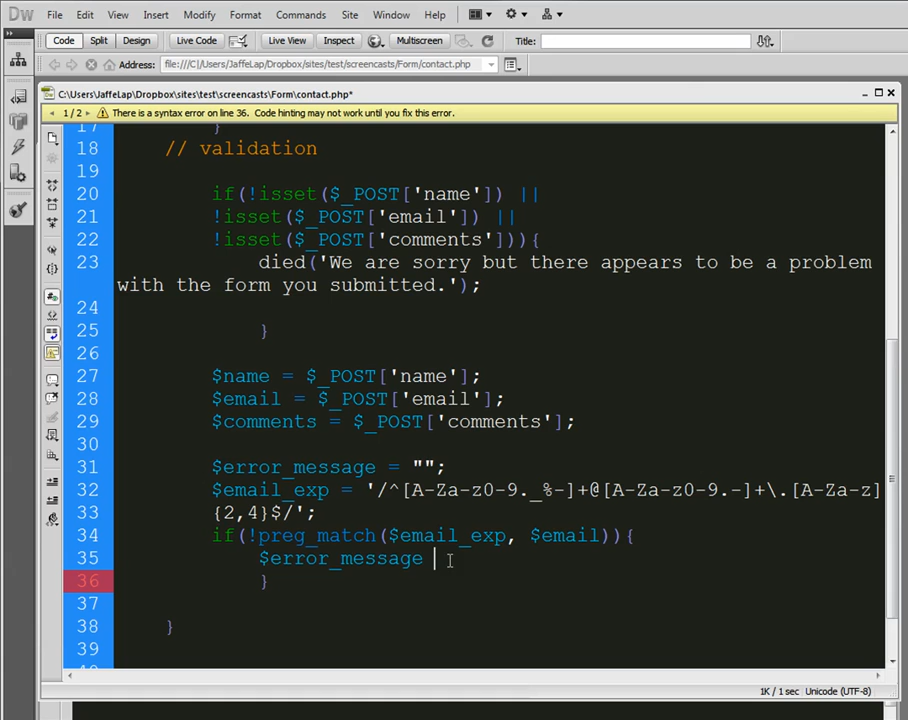 Dw File Edit View Insert Modify Format Commands Site Window Help
Code Split Design Live Code Live View Inspect Multiscreen Title:
Address: file:///C|/Users/JaffeLap/Dropbox/sites/test/screencasts/Form/contact.php
C:\Users\JaffeLap\Dropbox\sites\test\screencasts\Form\contact.php*
1 / 2 There is a syntax error on line 36. Code hinting may not work until you fix this error.
17 }
18 // validation
19
20 if(!isset($_POST['name']) ||
21 !isset($_POST['email']) ||
22 !isset($_POST['comments'])){
23 died('We are sorry but there appears to be a problem
with the form you submitted.');
24
25 }
26
27 $name = $_POST['name'];
28 $email = $_POST['email'];
29 $comments = $_POST['comments'];
30
31 $error_message = "";
32 $email_exp = '/^[A-Za-z0-9._%-]+@[A-Za-z0-9.-]+\.[A-Za-z]
33 {2,4}$/';
34 if(!preg_match($email_exp, $email)){
35 $error_message
36 }
37
38 }
39
1K / 1 sec Unicode (UTF-8)